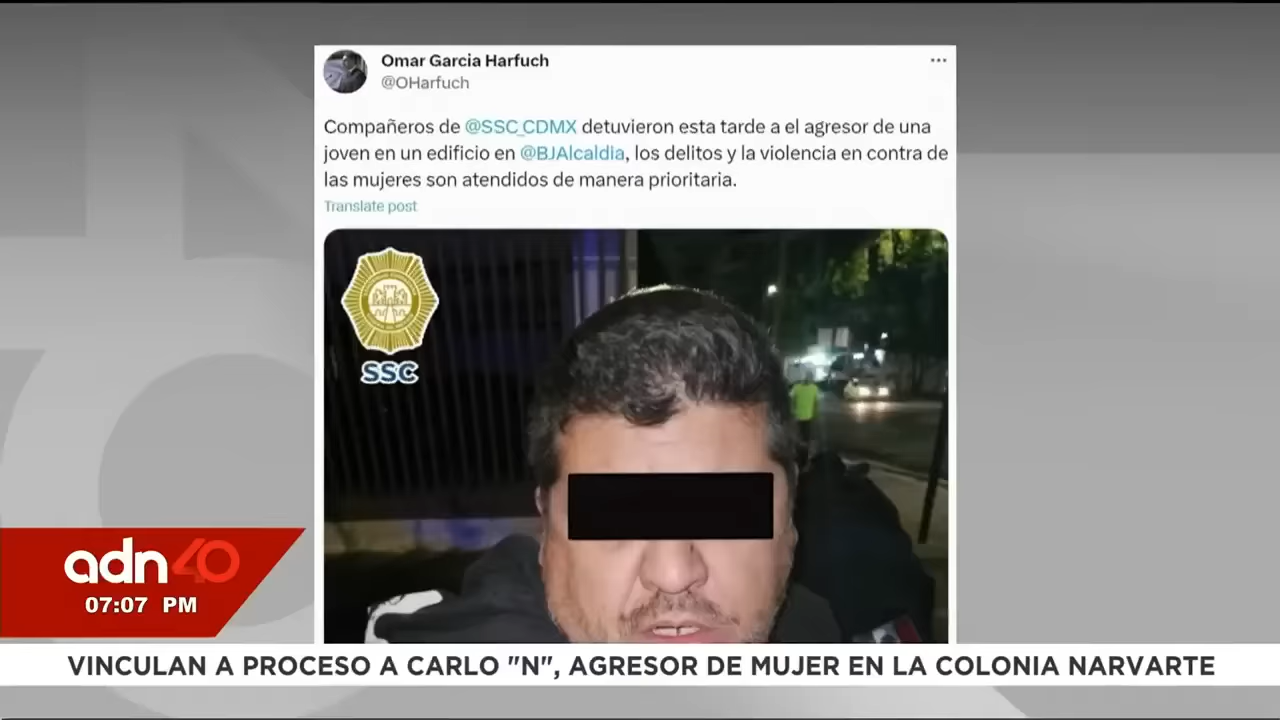 Omar Garcia Harfuch
@OHarfuch
Compañeros de @SSC_CDMX detuvieron esta tarde a el agresor de una
joven en un edificio en @BJAlcaldia, los delitos y la violencia en contra de
las mujeres son atendidos de manera prioritaria.
Translate post
SSC
adn40
07:07 PM
VINCULAN A PROCESO A CARLO "N", AGRESOR DE MUJER EN LA COLONIA NARVARTE